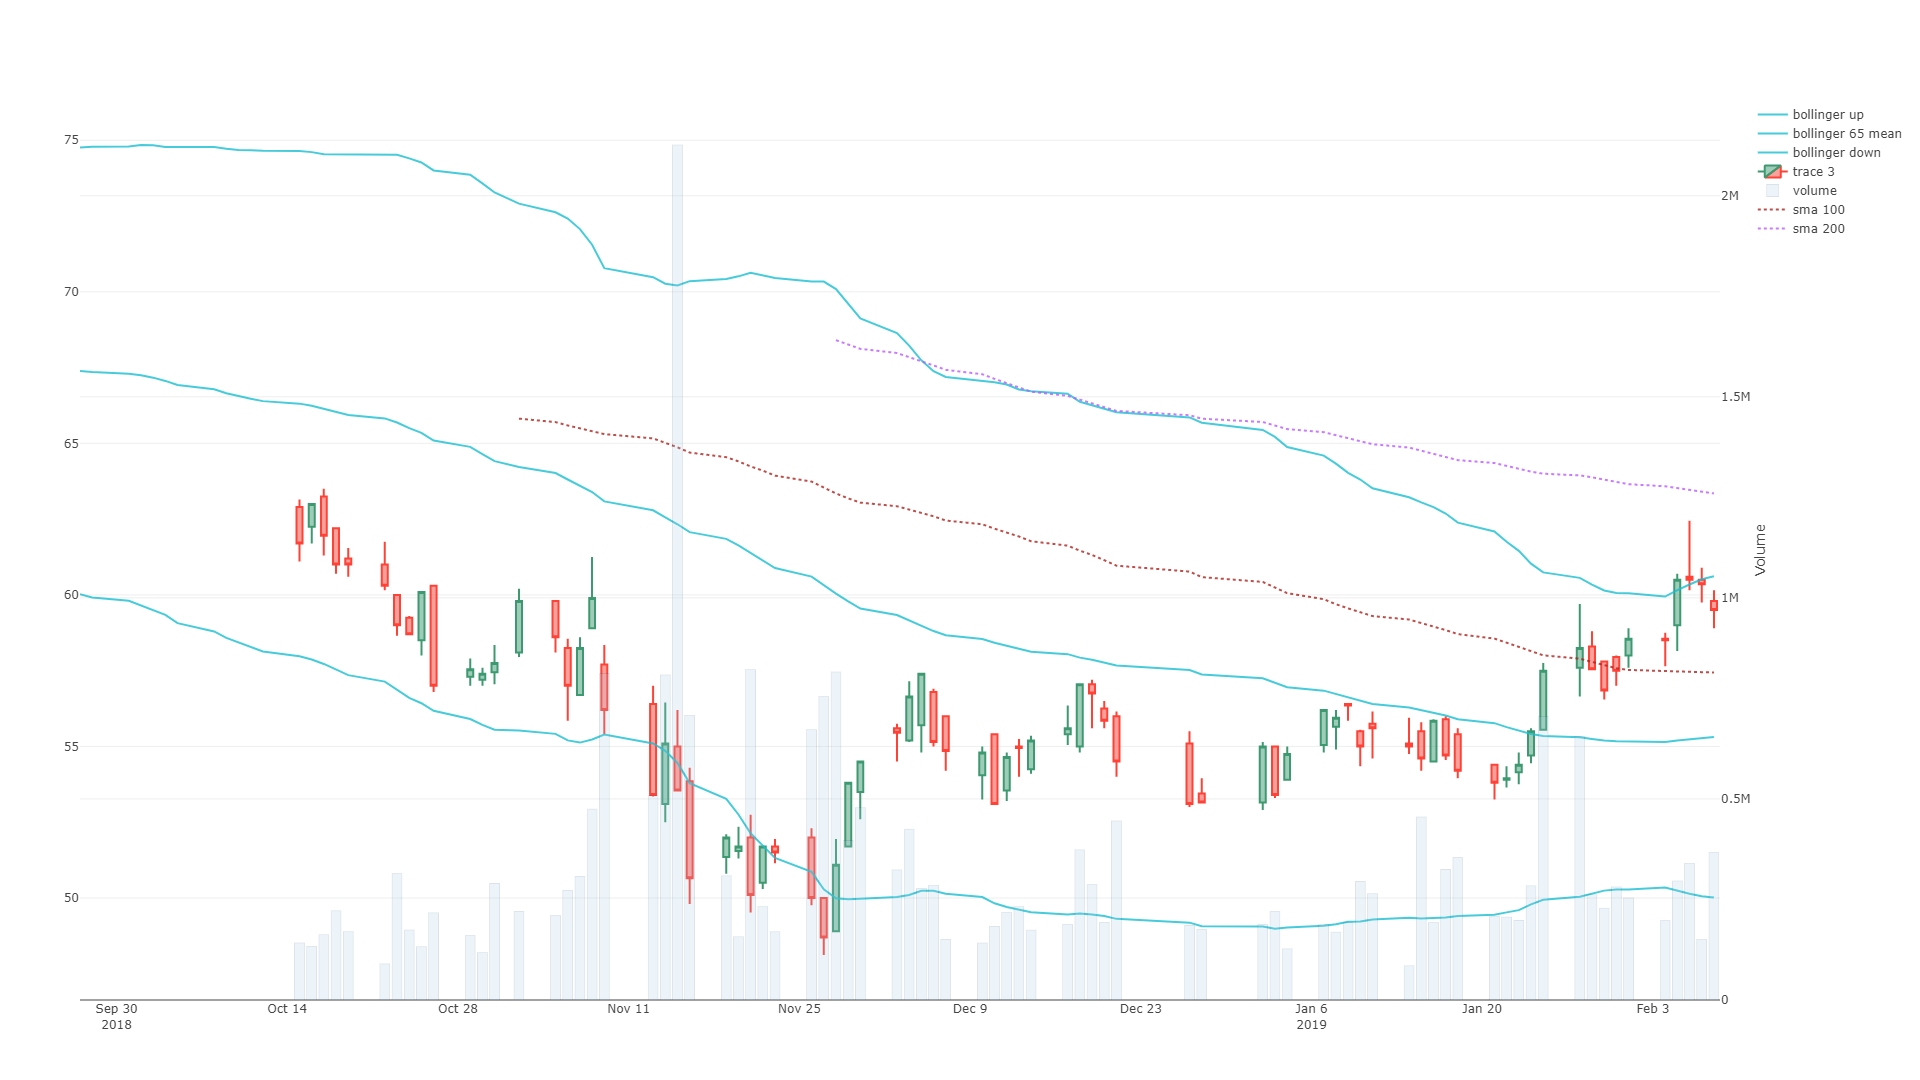 bollinger up
bollinger 65 mean
bollinger down
trace 3
volume
sma 100
sma 200
75
70
65
60
55
50
2M
1.5M
1M
0.5M
0
Volume
Sep 30
2018
Oct 14
Oct 28
Nov 11
Nov 25
Dec 9
Dec 23
Jan 6
2019
Jan 20
Feb 3